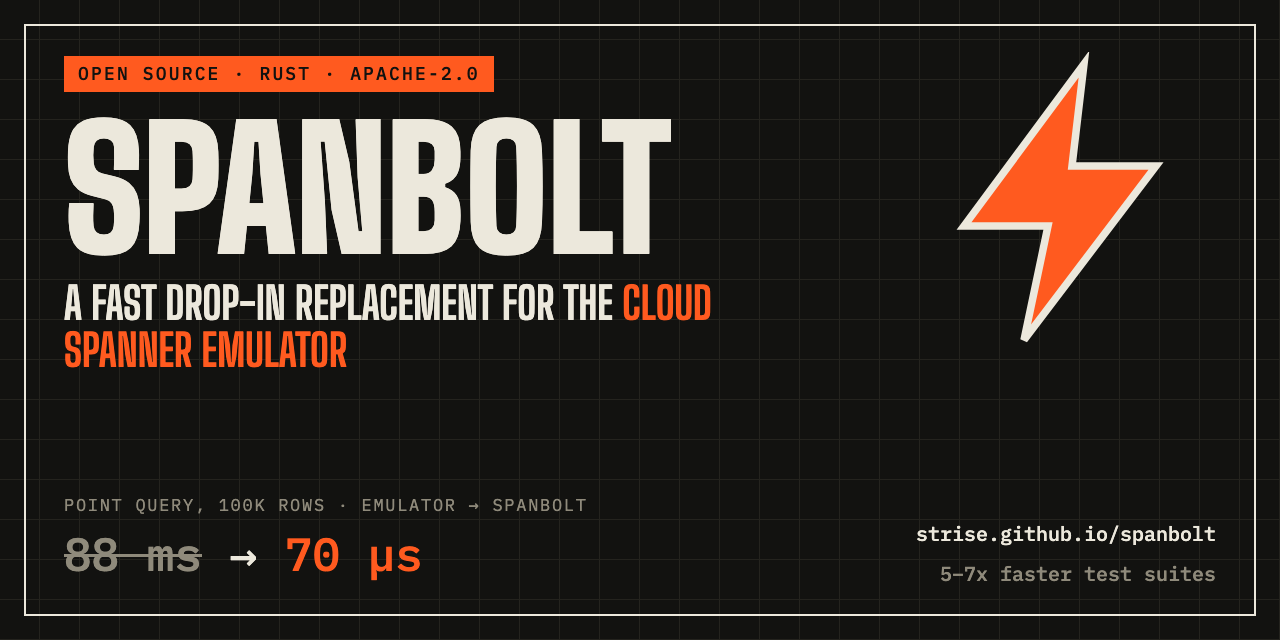 OPEN SOURCE · RUST · APACHE-2.0
SPANBOLT
A FAST DROP-IN REPLACEMENT FOR THE CLOUD
SPANNER EMULATOR
POINT QUERY, 100K ROWS · EMULATOR → SPANBOLT
88 ms → 70 µs
strise.github.io/spanbolt
5–7x faster test suites